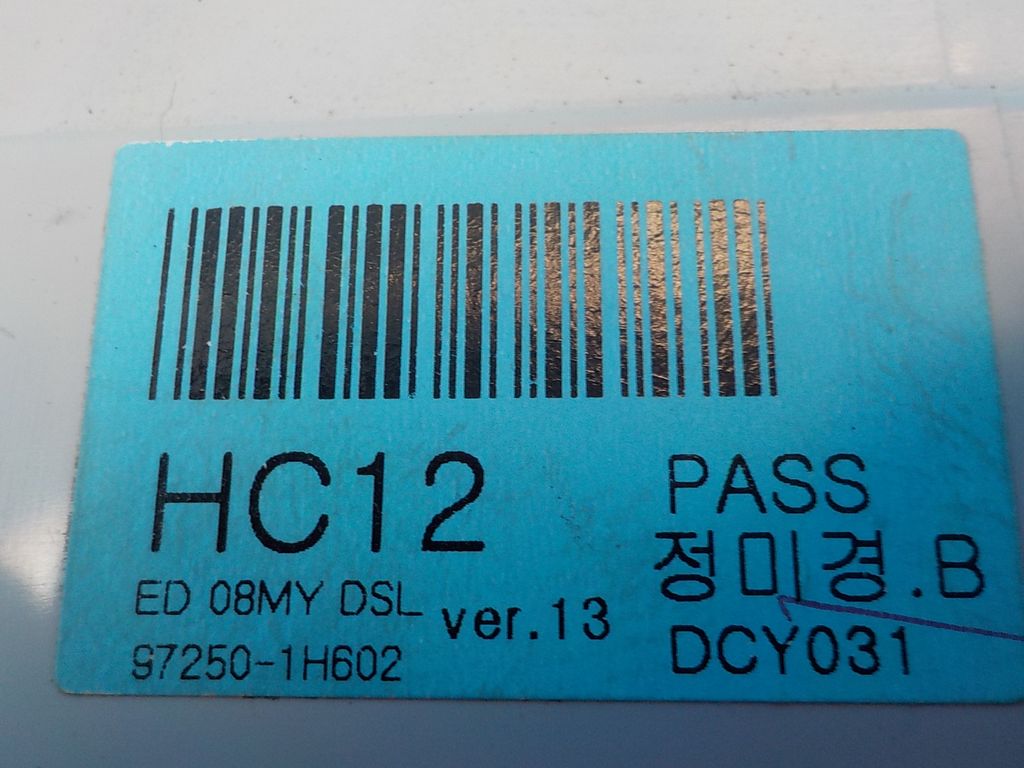 HC12
ED 08MY DSL ver.13
97250-1H602
PASS
정미경.B
DCY031